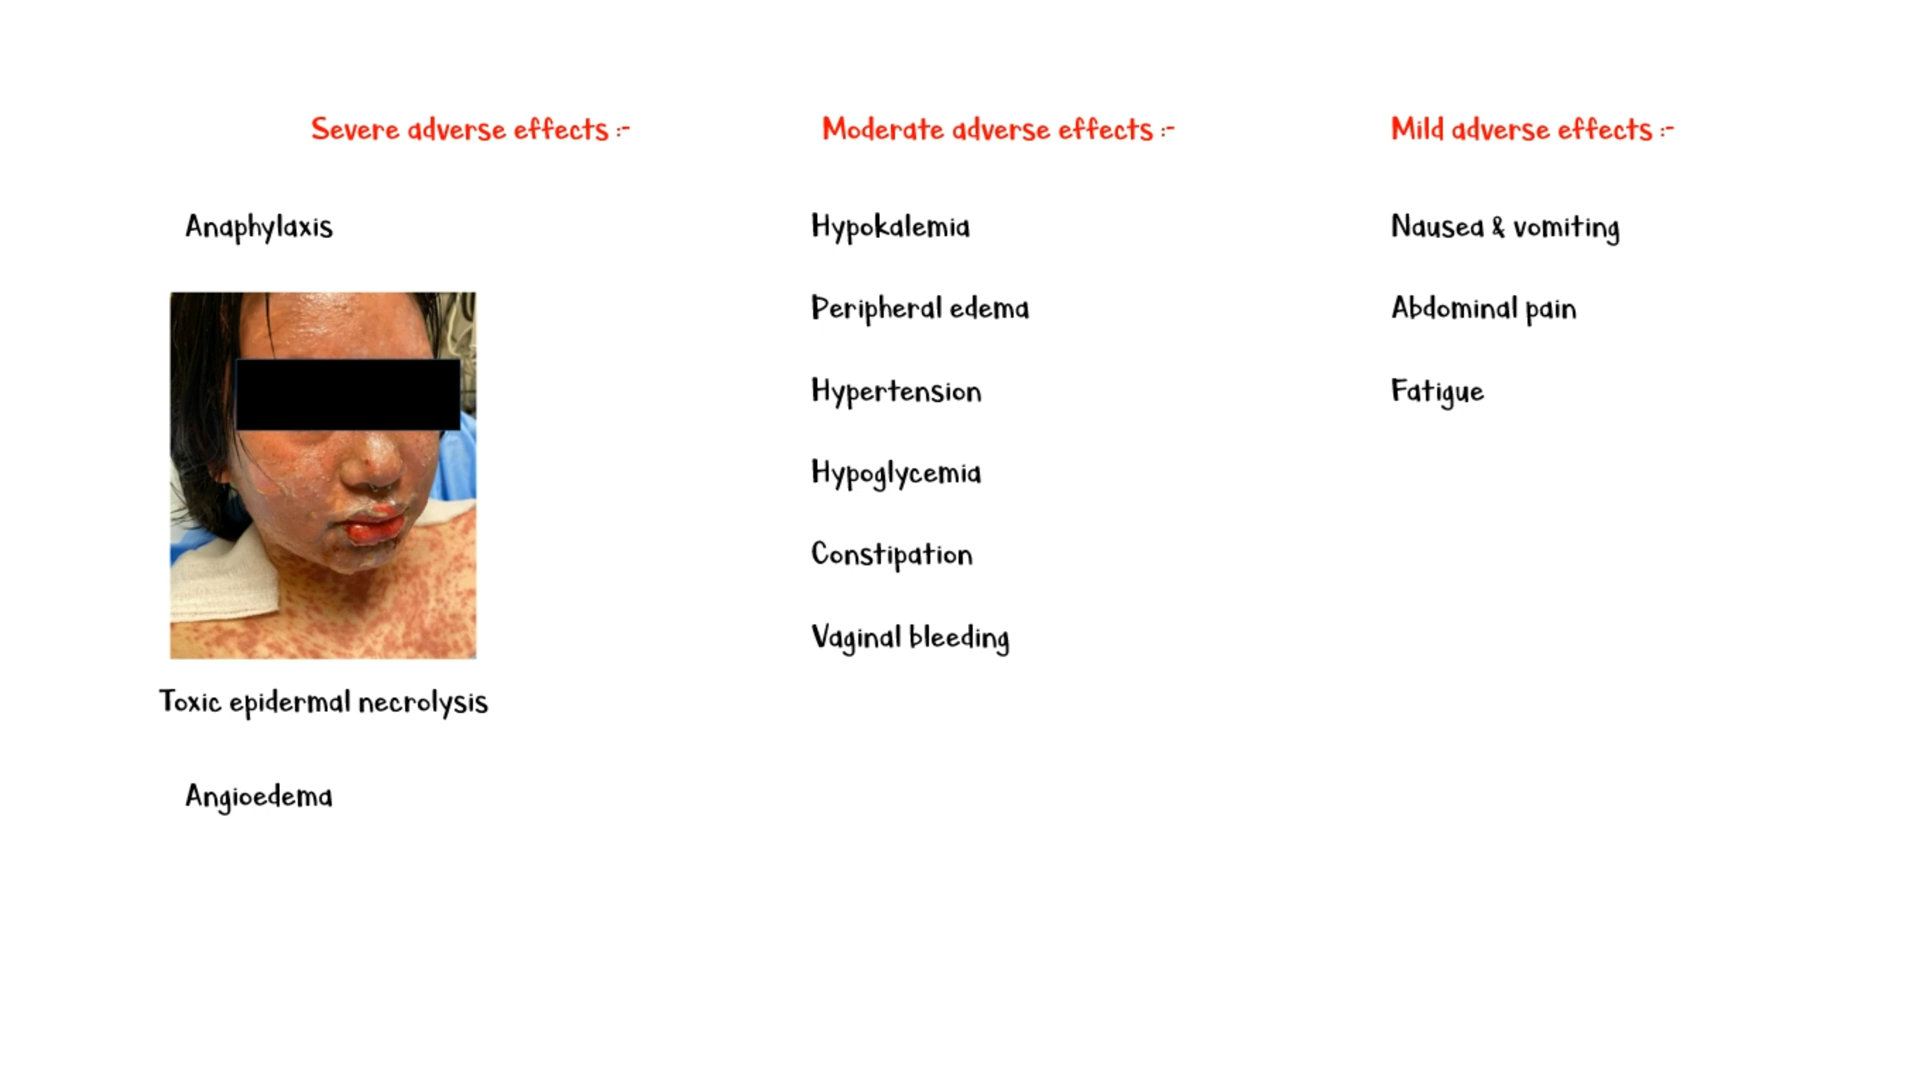 Severe adverse effects :-
Anaphylaxis
Toxic epidermal necrolysis
Angioedema
Moderate adverse effects :-
Hypokalemia
Peripheral edema
Hypertension
Hypoglycemia
Constipation
Vaginal bleeding
Mild adverse effects :-
Nausea & vomiting
Abdominal pain
Fatigue